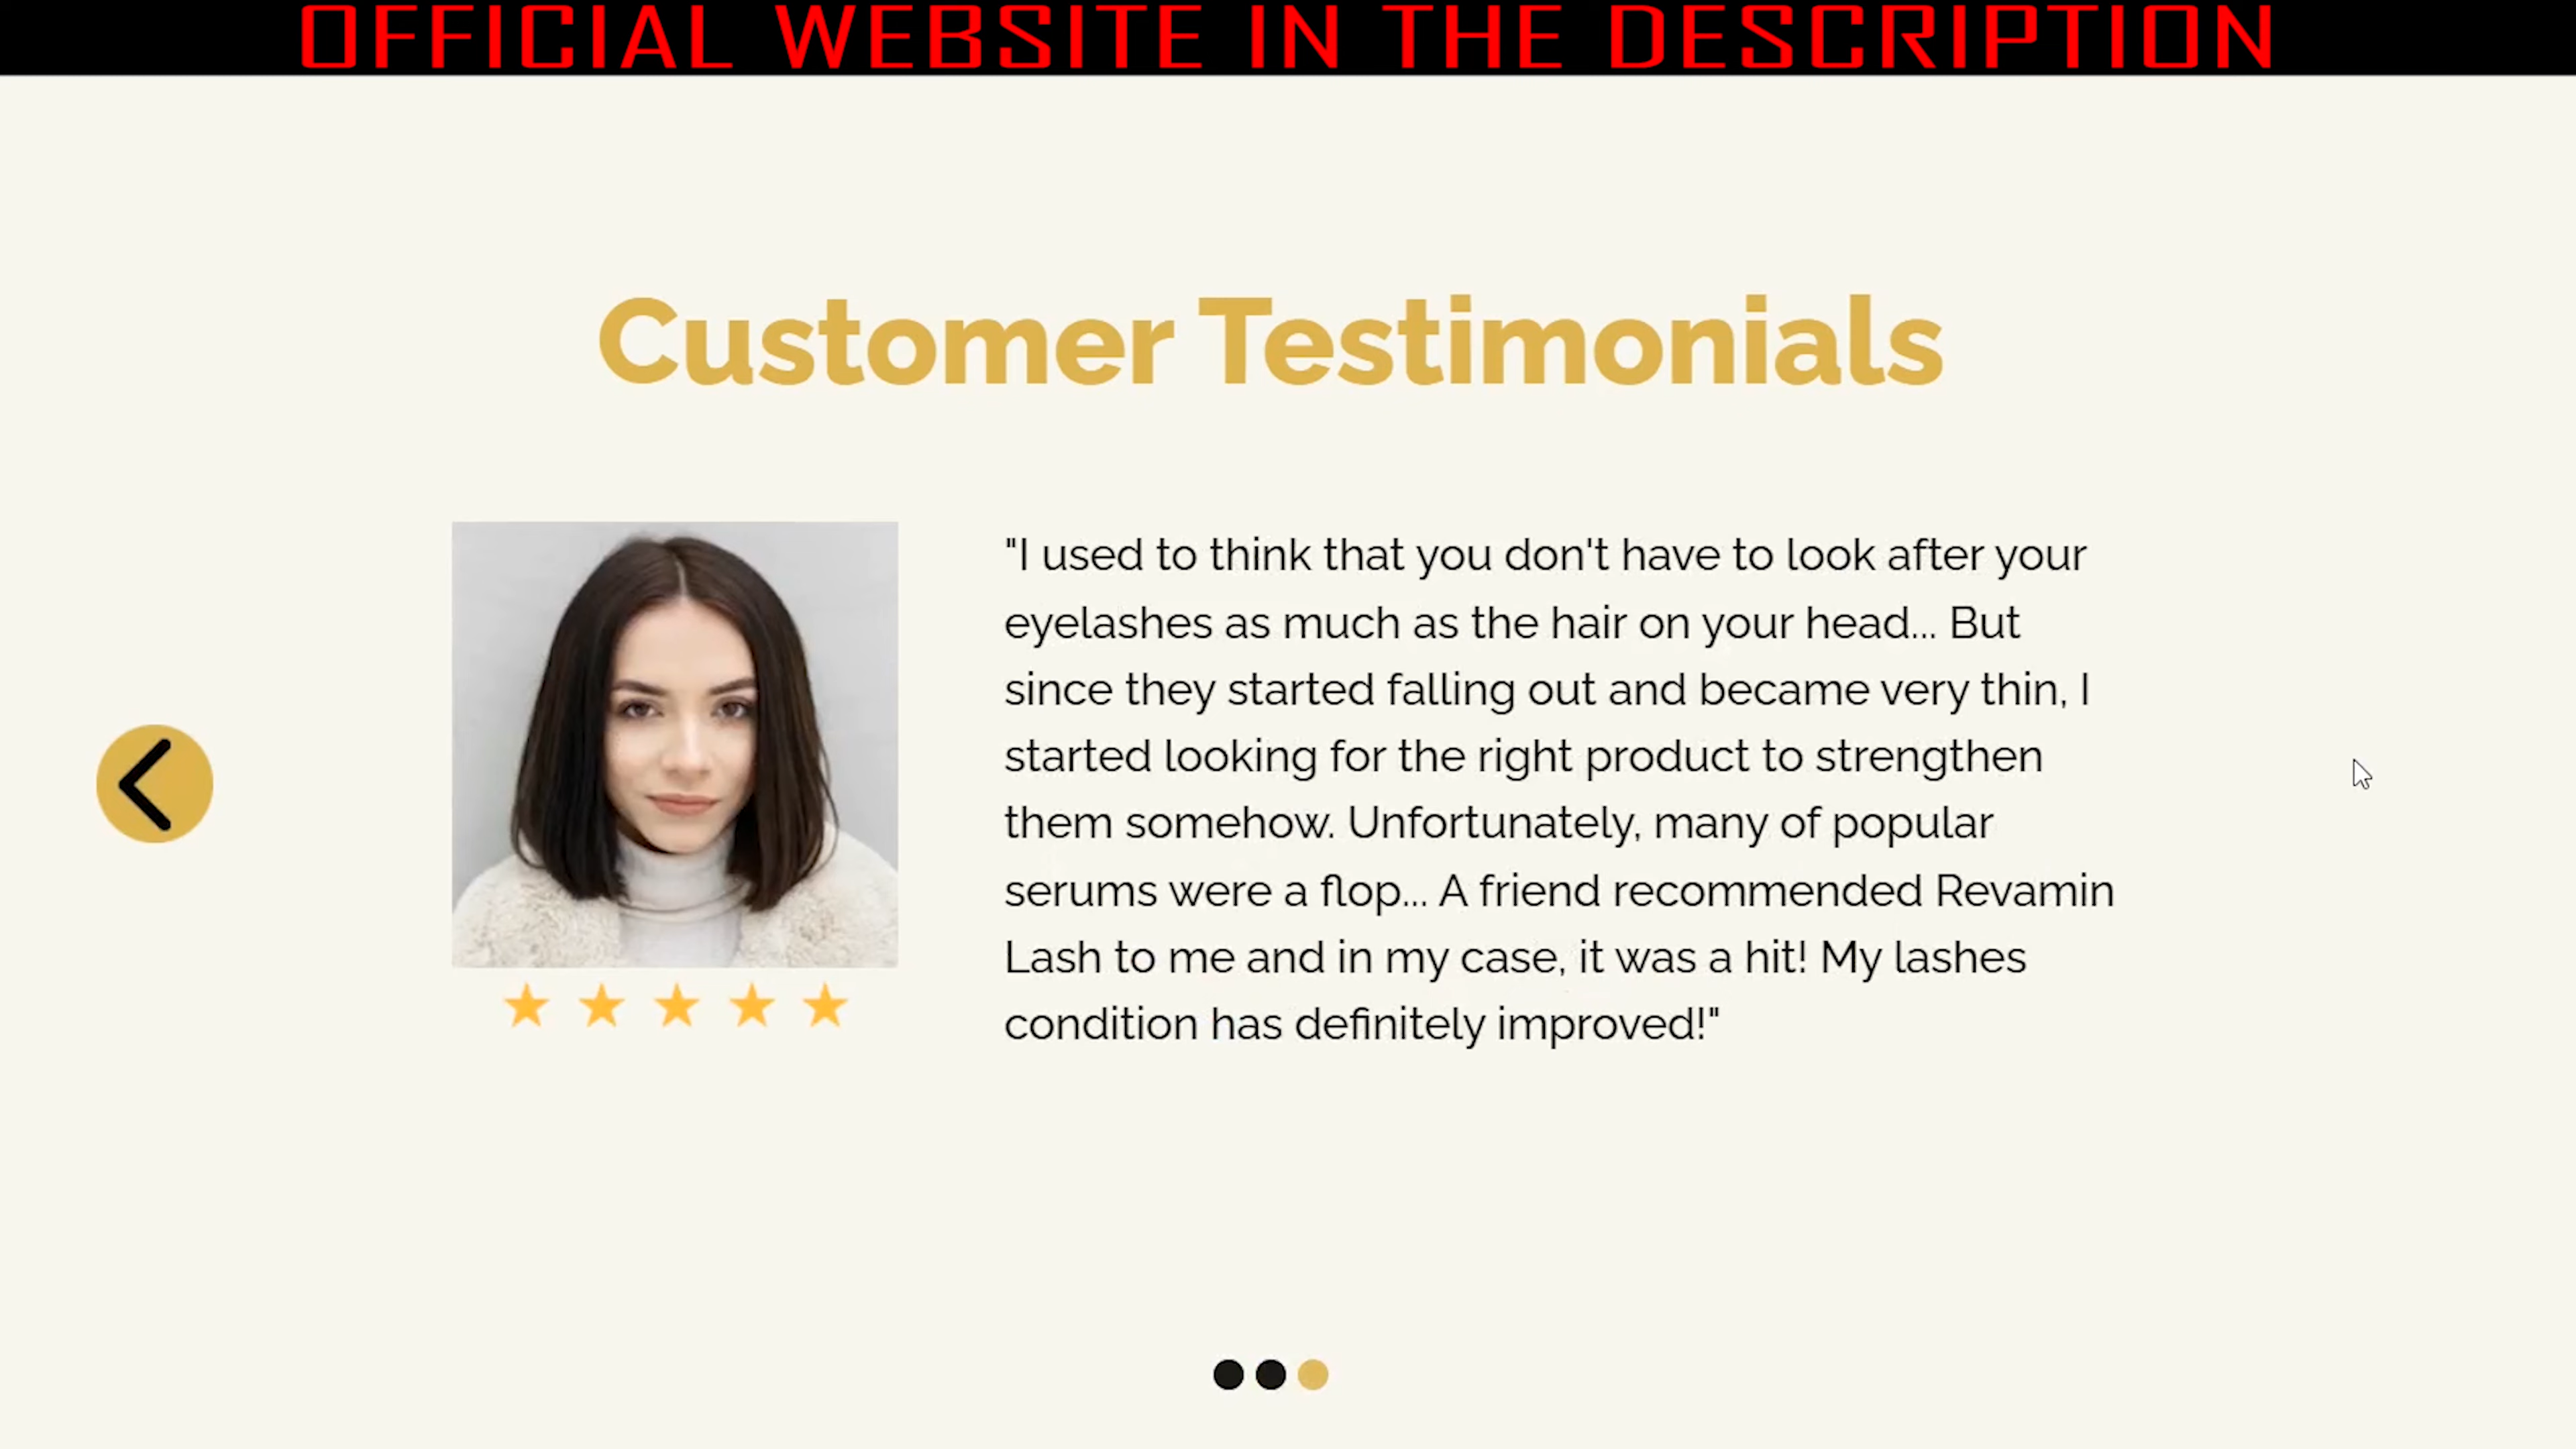 OFFICIAL WEBSITE IN THE DESCRIPTION
Customer Testimonials
"I used to think that you don't have to look after your
eyelashes as much as the hair on your head... But
since they started falling out and became very thin, I
started looking for the right product to strengthen
them somehow. Unfortunately, many of popular
serums were a flop... A friend recommended Revamin
Lash to me and in my case, it was a hit! My lashes
condition has definitely improved!"